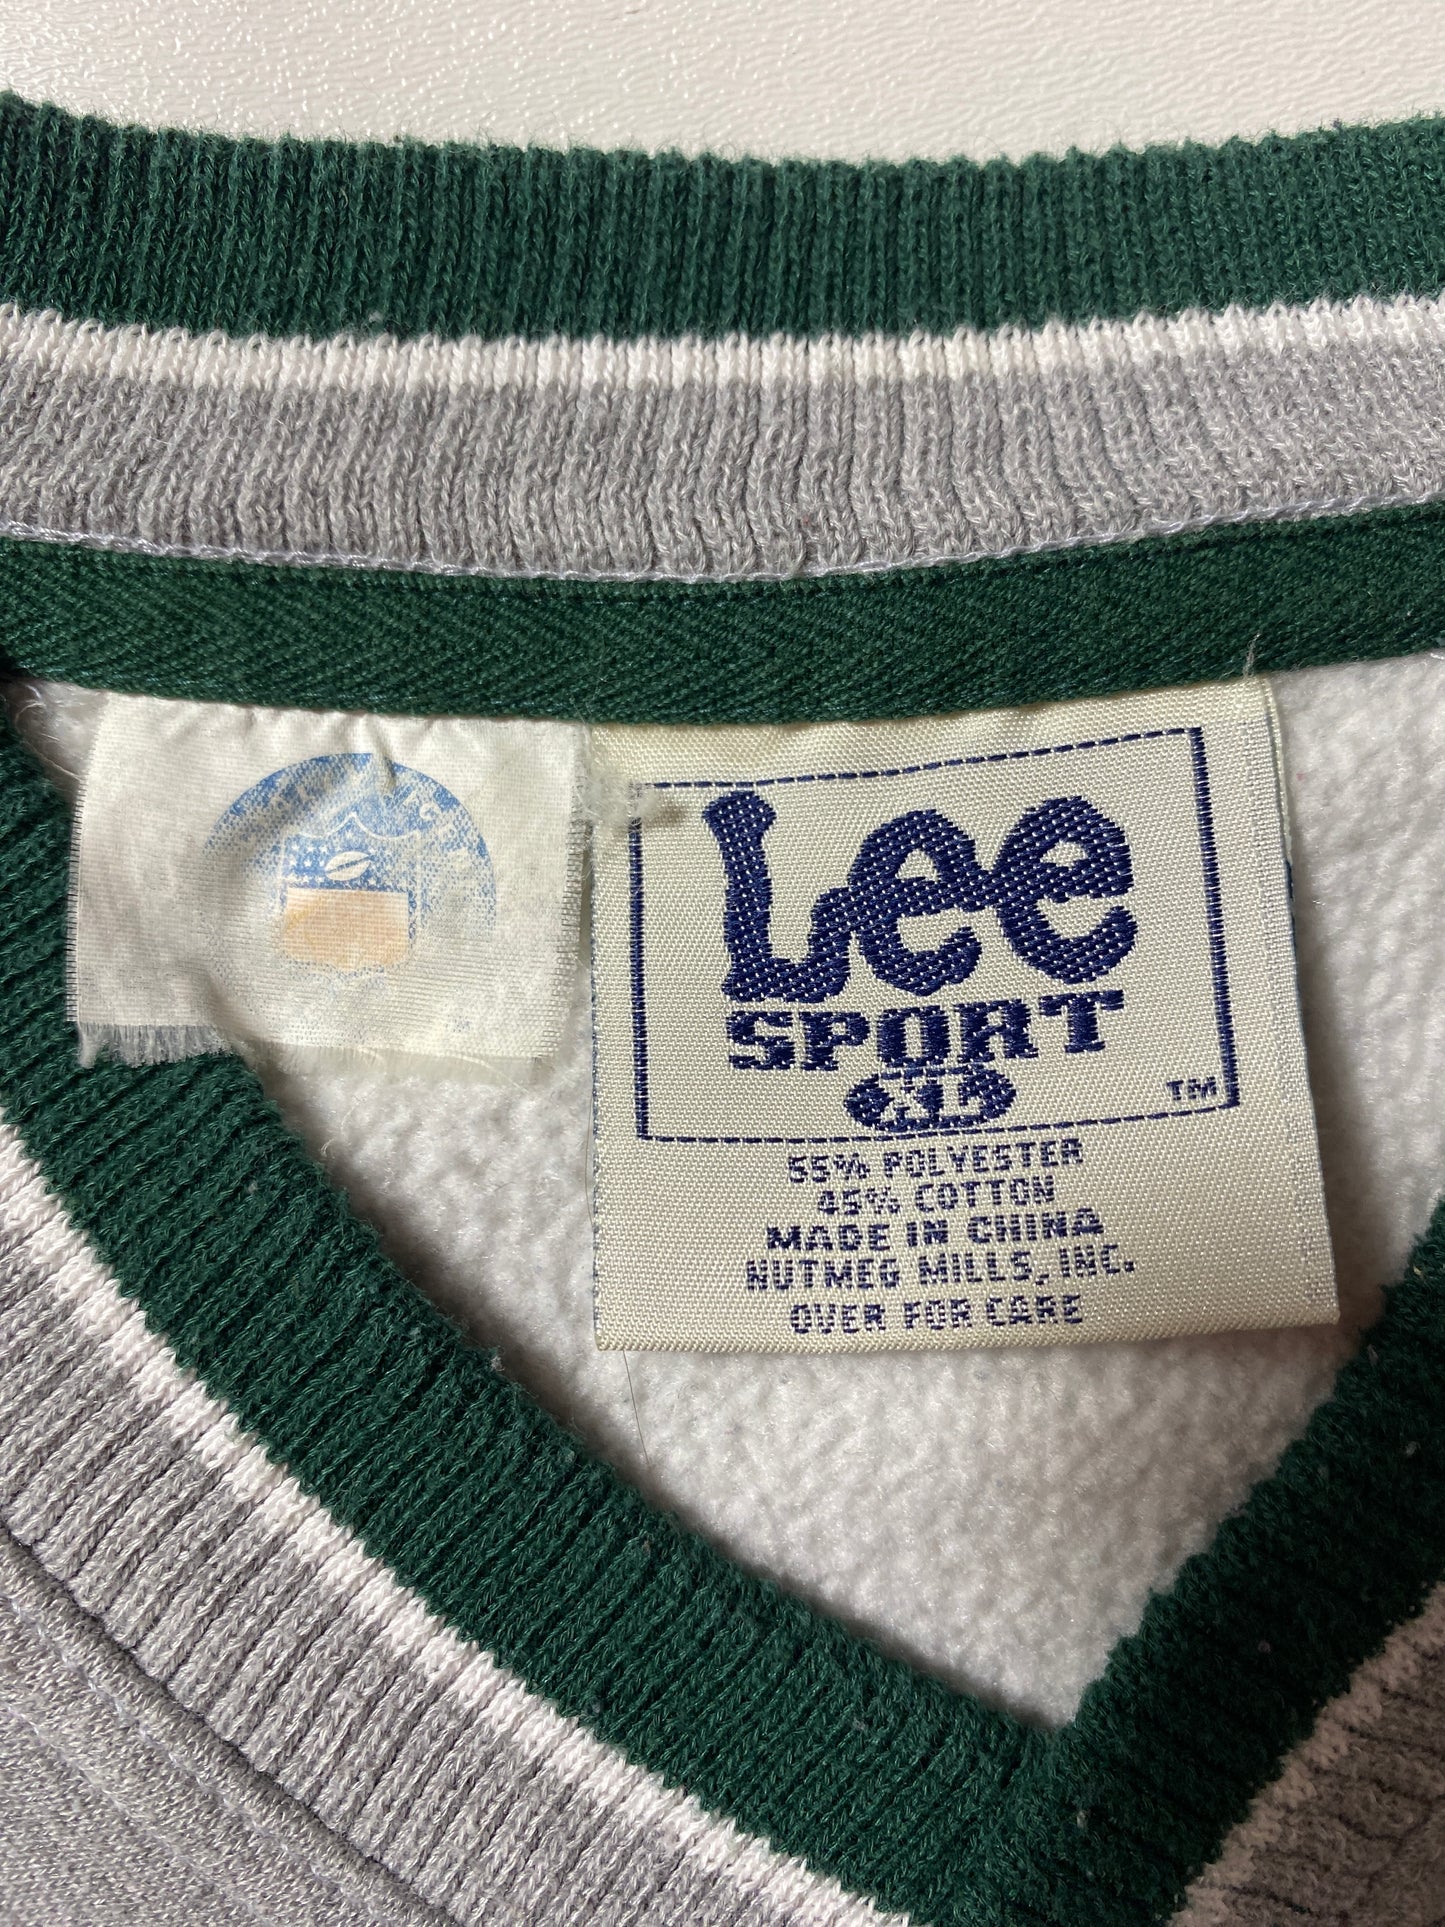 Lee
SPORT
XL
TM
55% POLYESTER
45% COTTON
MADE IN CHINA
NUTMEG MILLS, INC.
OVER FOR CARE